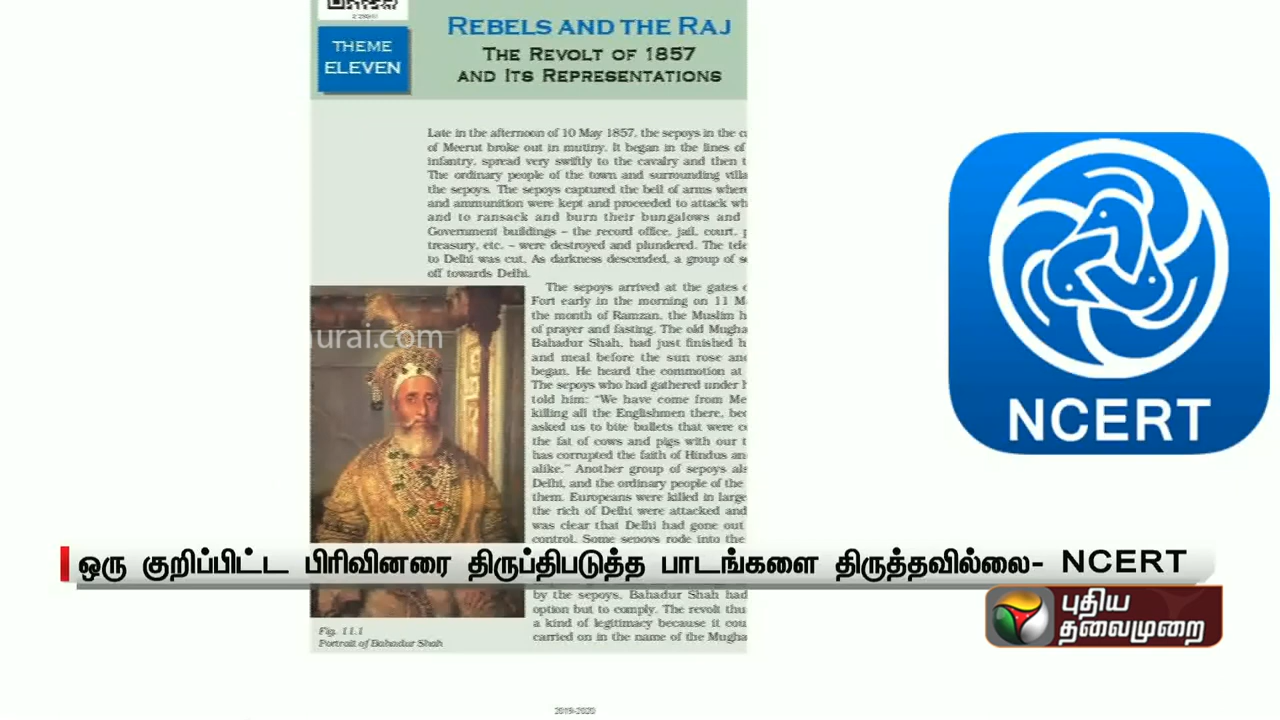 REBELS AND THE RAJ
THE REVOLT OF 1857
AND ITS REPRESENTATIONS
THEME
ELEVEN
Late in the afternoon of 10 May 1857, the sepoys in the
of Meerut broke out in mutiny. It began in the lines of
infantry, spread very swiftly to the cavalry and then
The ordinary people of the town and surrounding
the sepoys. The sepoys captured the bell of arms
and ammunition were kept and proceeded to attack
and to ransack and burn their bungalows and
Government buildings – the record office, jail, court,
treasury, etc. – were destroyed and plundered. The
to Delhi was cut. As darkness descended, a group of
off towards Delhi.
The sepoys arrived at the gates
Fort early in the morning on 11
the month of Ramzan, the Muslim
of prayer and fasting. The old
Bahadur Shah, had just finished
and meal before the sun rose
began. He heard the commotion at
The sepoys who had gathered under
told him: “We have come from
killing all the Englishmen there,
asked us to bite bullets that were
the fat of cows and pigs with our
has corrupted the faith of Hindus
alike.” Another group of sepoys
Delhi, and the ordinary people of the
them. Europeans were killed in
the rich of Delhi were attacked
was clear that Delhi had gone out
control. Some sepoys rode into the
by the sepoys, Bahadur Shah had
option but to comply. The revolt
a kind of legitimacy because it
carried on in the name of the
Fig. 11.1
Portrait of Bahadur Shah
urai.com
NCERT
ஒரு குறிப்பிட்ட பிரிவினரை திருப்திபடுத்த பாடங்களை திருத்தவில்லை- NCERT
புதிய
தலைமுறை
2019-2020